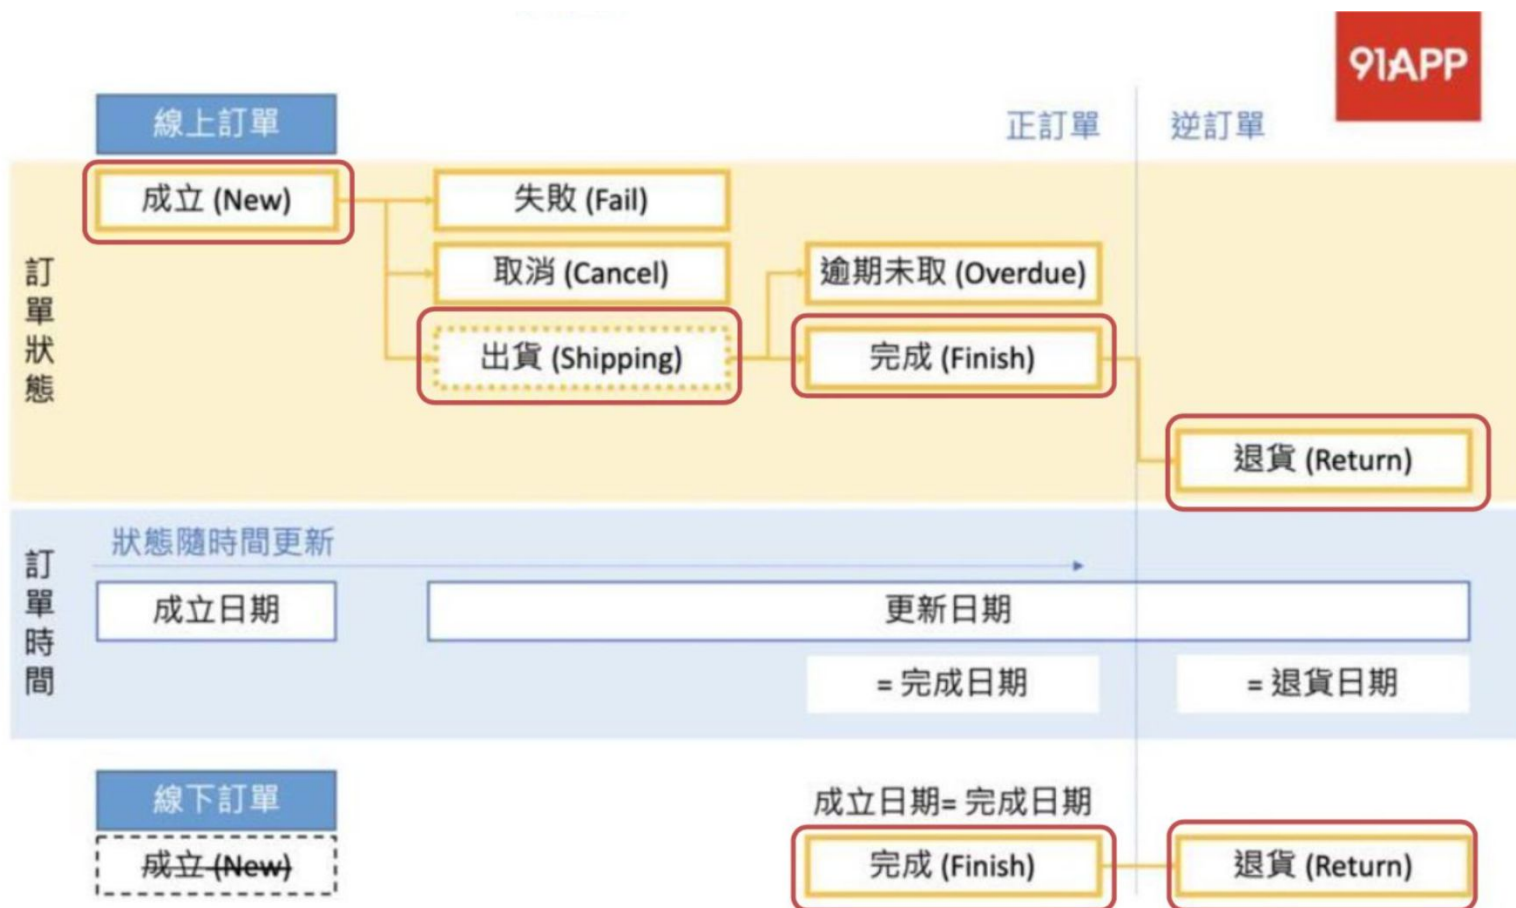 91APP
線上訂單
正訂單
逆訂單
訂單狀態
成立 (New)
失敗 (Fail)
取消 (Cancel)
逾期未取 (Overdue)
出貨 (Shipping)
完成 (Finish)
退貨 (Return)
訂單時間
狀態隨時間更新
成立日期
更新日期
= 完成日期
= 退貨日期
線下訂單
成立日期= 完成日期
成立 (New)
完成 (Finish)
退貨 (Return)